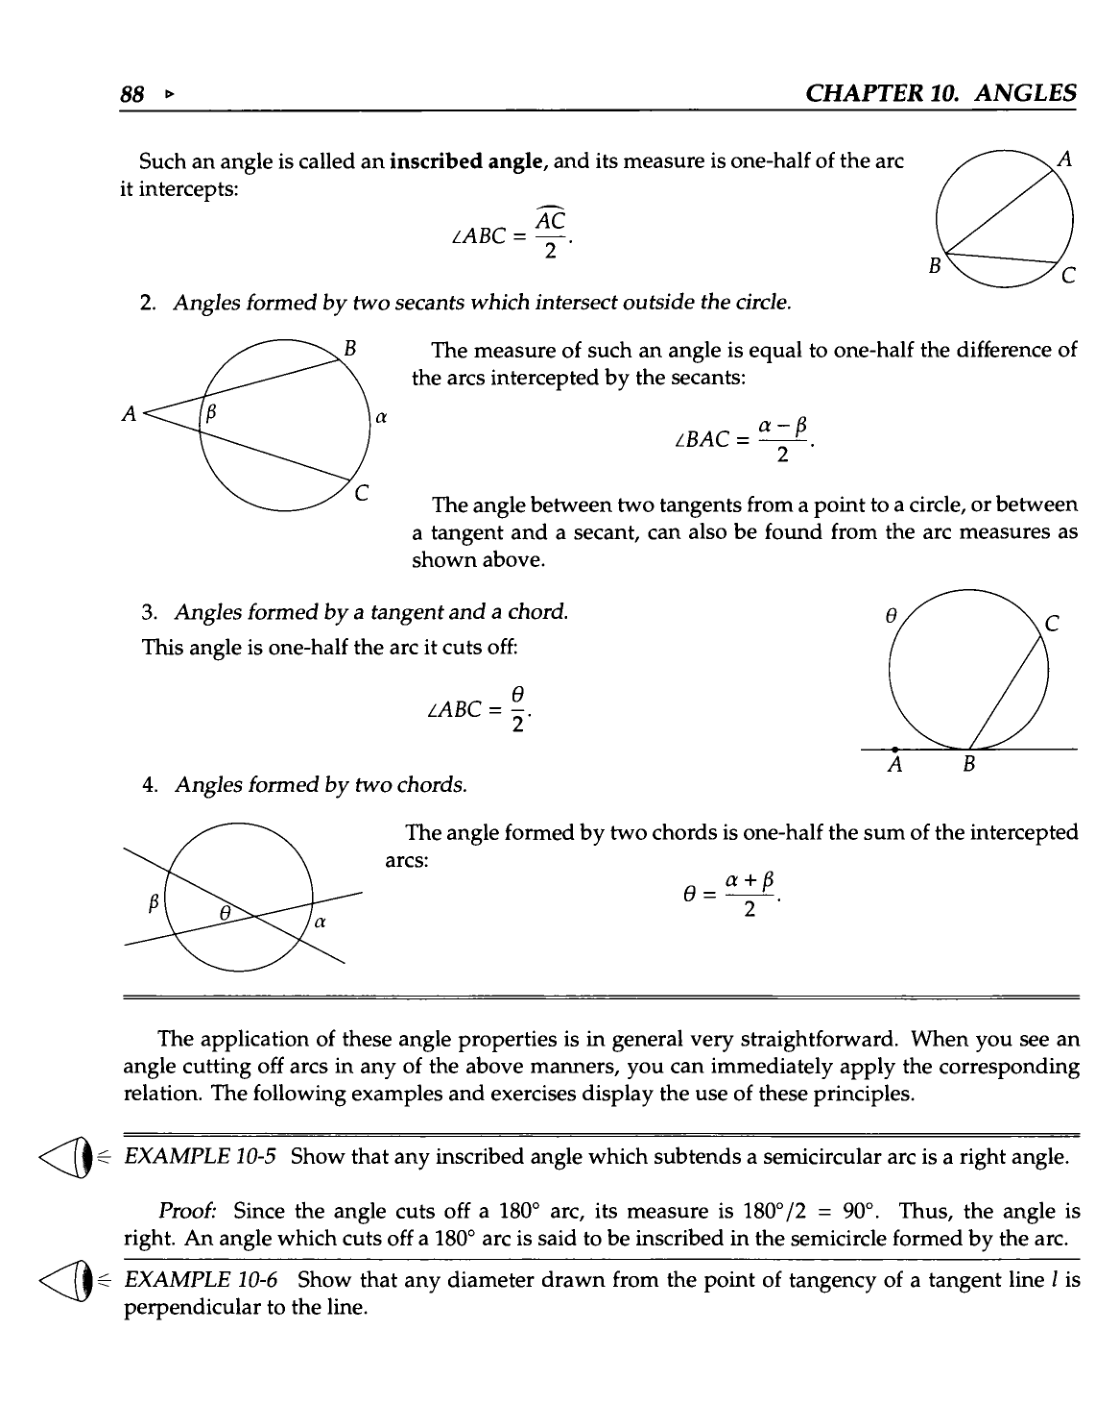 88 ▹ CHAPTER 10. ANGLES
Such an angle is called an inscribed angle, and its measure is one-half of the arc
it intercepts:
∠ABC = A͡C/2.
A
B
C
2. Angles formed by two secants which intersect outside the circle.
A
B
β
α
C
The measure of such an angle is equal to one-half the difference of
the arcs intercepted by the secants:
∠BAC = (α − β)/2.
The angle between two tangents from a point to a circle, or between
a tangent and a secant, can also be found from the arc measures as
shown above.
3. Angles formed by a tangent and a chord.
This angle is one-half the arc it cuts off:
∠ABC = θ/2.
θ
C
A
B
4. Angles formed by two chords.
β
θ
α
The angle formed by two chords is one-half the sum of the intercepted
arcs:
θ = (α + β)/2.
The application of these angle properties is in general very straightforward. When you see an
angle cutting off arcs in any of the above manners, you can immediately apply the corresponding
relation. The following examples and exercises display the use of these principles.
EXAMPLE 10-5 Show that any inscribed angle which subtends a semicircular arc is a right angle.
Proof: Since the angle cuts off a 180° arc, its measure is 180°/2 = 90°. Thus, the angle is
right. An angle which cuts off a 180° arc is said to be inscribed in the semicircle formed by the arc.
EXAMPLE 10-6 Show that any diameter drawn from the point of tangency of a tangent line l is
perpendicular to the line.